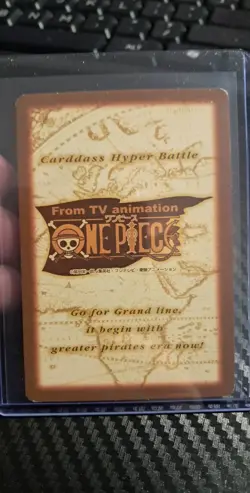 Carddass Hyper Battle
From TV animation
ワンピース
ONE PIECE
Go for Grand line,
it begin with
greater pirates era now!